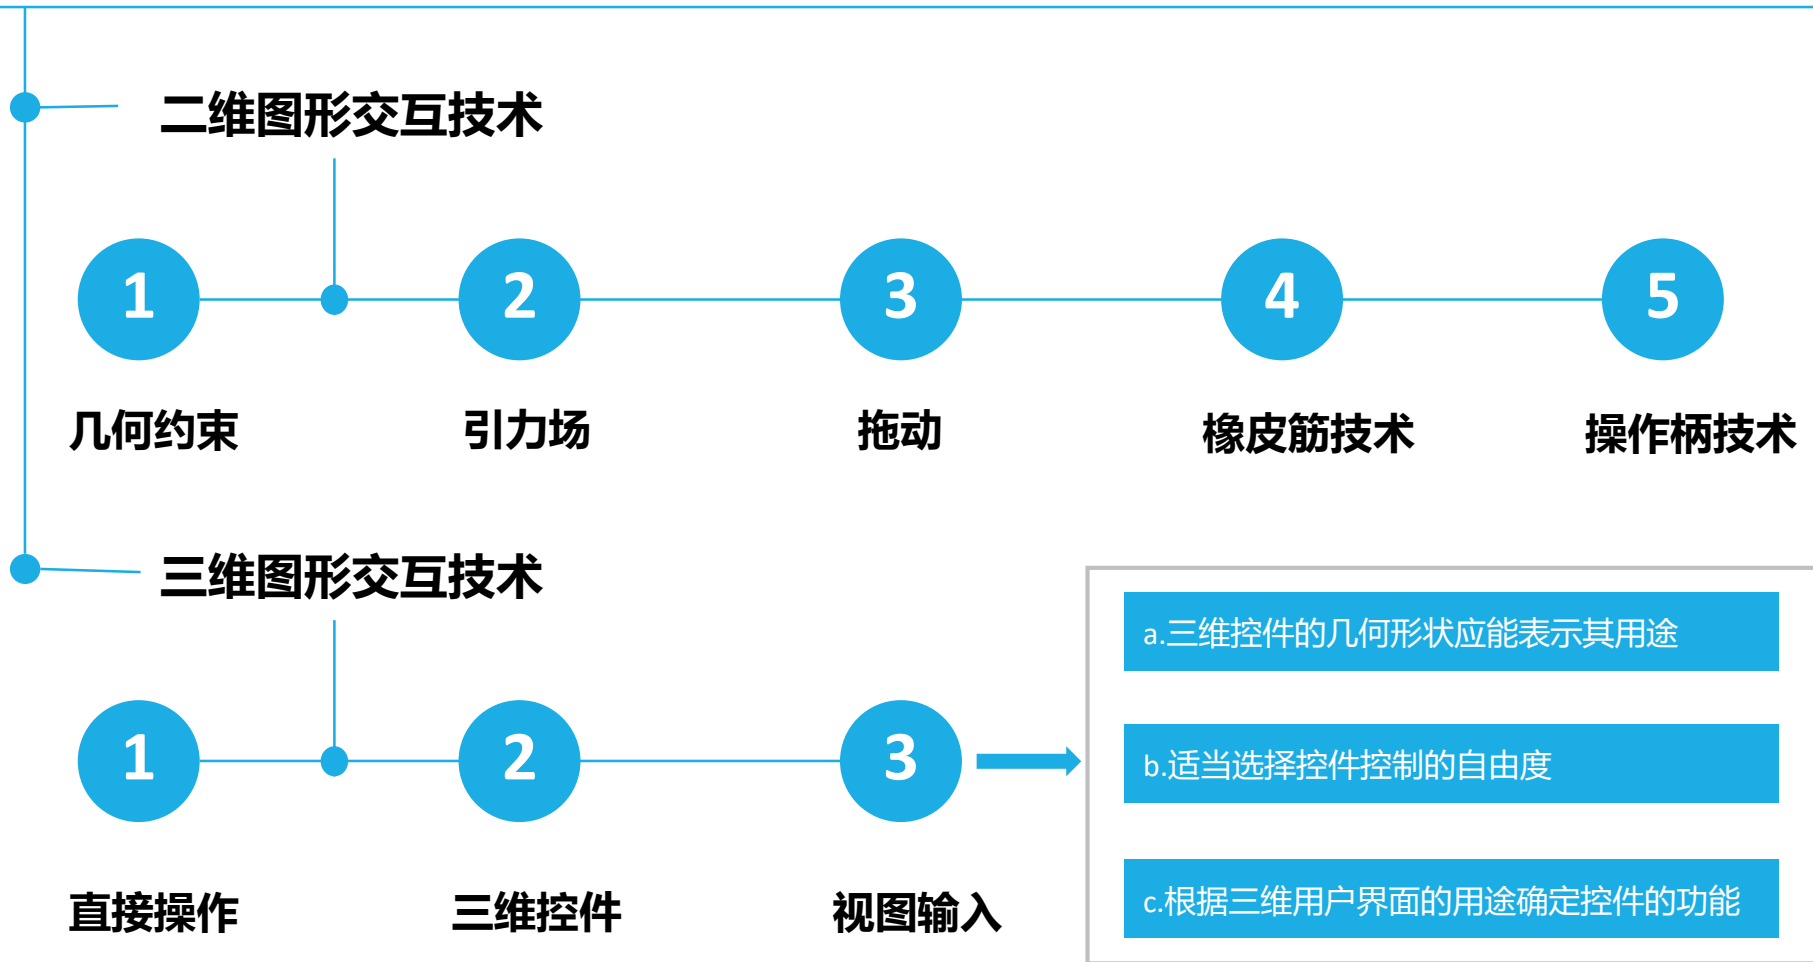 二维图形交互技术
1
2
3
4
5
几何约束
引力场
拖动
橡皮筋技术
操作柄技术
三维图形交互技术
1
2
3
直接操作
三维控件
视图输入
a.三维控件的几何形状应能表示其用途
b.适当选择控件控制的自由度
c.根据三维用户界面的用途确定控件的功能